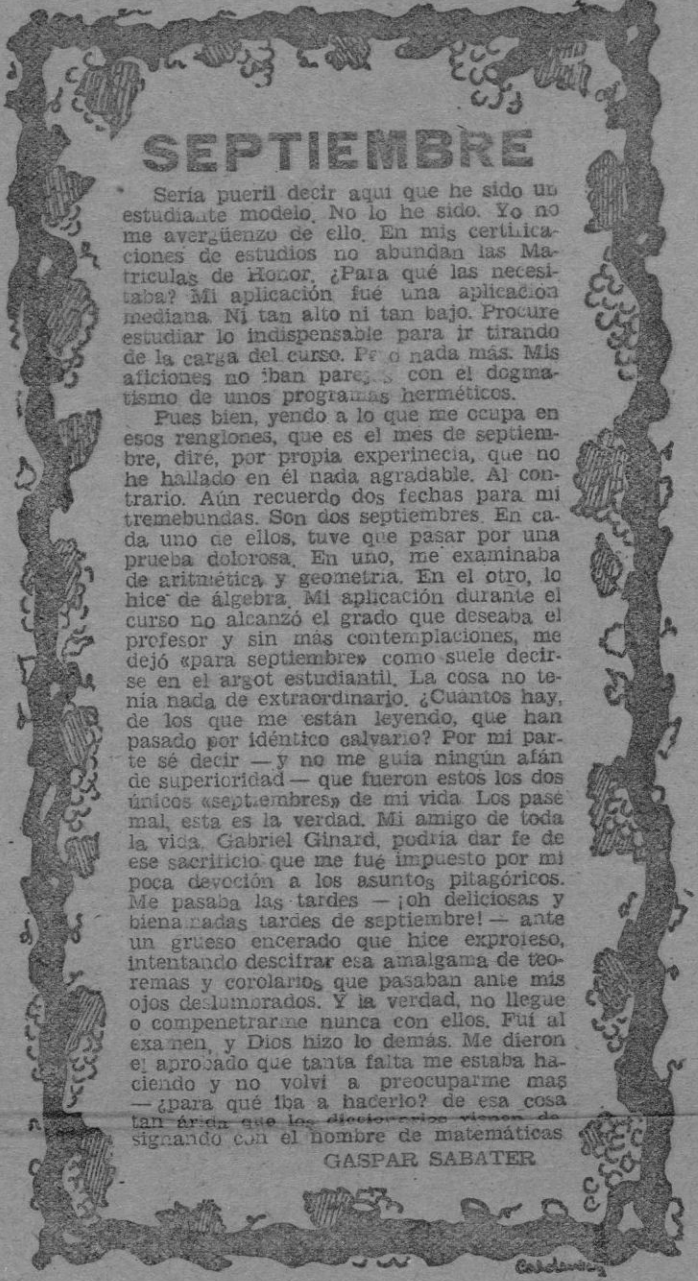 SEPTIEMBRE
Sería pueril decir aquí que he sido un
estudiante modelo. No lo he sido. Yo no
me avergüenzo de ello. En mis certifica-
ciones de estudios no abundan las Ma-
trículas de Honor. ¿Para qué las necesi-
taba? Mi aplicación fué una aplicación
mediana. Ni tan alto ni tan bajo. Procure
estudiar lo indispensable para ir tirando
de la carga del curso. Pero nada más. Mis
aficiones no iban parejas con el dogma-
tismo de unos programas herméticos.
Pues bien, yendo a lo que me ocupa en
esos renglones, que es el mes de septiem-
bre, diré, por propia experinecia, que no
he hallado en él nada agradable. Al con-
trario. Aún recuerdo dos fechas para mí
tremebundas. Son dos septiembres. En ca-
da uno de ellos, tuve que pasar por una
prueba dolorosa. En uno, me examinaba
de aritmética y geometría. En el otro, lo
hice de álgebra. Mi aplicación durante el
curso no alcanzó el grado que deseaba el
profesor y sin más contemplaciones, me
dejó «para septiembre» como suele decir-
se en el argot estudiantil. La cosa no te-
nía nada de extraordinario. ¿Cuantos hay,
de los que me están leyendo, que han
pasado por idéntico calvario? Por mi par-
te sé decir — y no me guía ningún afán
de superioridad — que fueron estos los dos
únicos «septiembres» de mi vida. Los pasé
mal, esta es la verdad. Mi amigo de toda
la vida, Gabriel Ginard, podría dar fe de
ese sacrificio que me fué impuesto por mi
poca devoción a los asuntos pitagóricos.
Me pasaba las tardes — ¡oh deliciosas y
bienairadas tardes de septiembre! — ante
un grueso encerado que hice exprofeso,
intentando descifrar esa amalgama de teo-
remas y corolarios que pasaban ante mis
ojos deslumbrados. Y la verdad, no llegue
o compenetrarme nunca con ellos. Fuí al
examen, y Dios hizo lo demás. Me dieron
el aprobado que tanta falta me estaba ha-
ciendo y no volví a preocuparme mas
— ¿para qué iba a hacerlo? de esa cosa
tan árida que los diccionarios vienen de
signando con el nombre de matemáticas
GASPAR SABATER